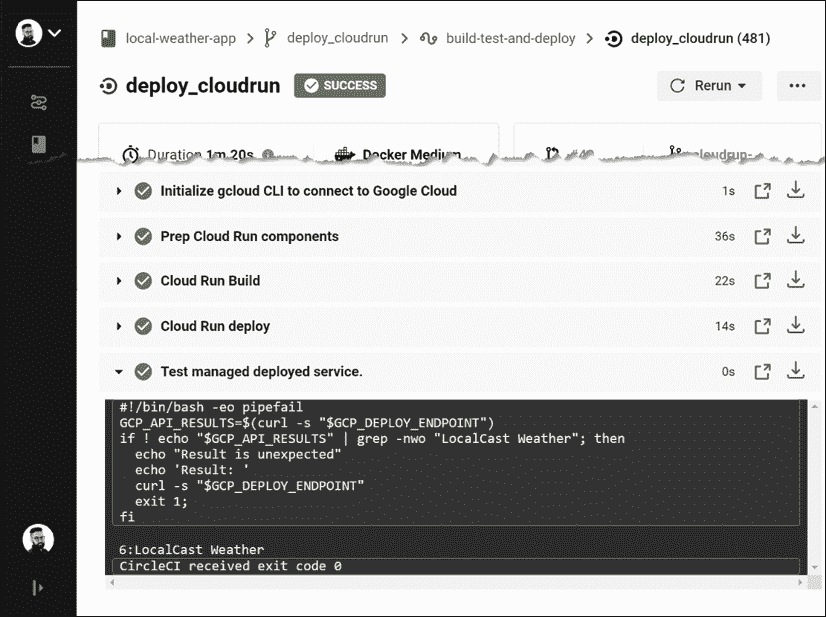 local-weather-app > deploy_cloudrun > build-test-and-deploy > deploy_cloudrun (481)
deploy_cloudrun SUCCESS Rerun
Duration 1m 20s Docker Medium
Initialize gcloud CLI to connect to Google Cloud 1s
Prep Cloud Run components 36s
Cloud Run Build 22s
Cloud Run deploy 14s
Test managed deployed service. 0s
#!/bin/bash -eo pipefail
GCP_API_RESULTS=$(curl -s "$GCP_DEPLOY_ENDPOINT")
if ! echo "$GCP_API_RESULTS" | grep -nwo "LocalCast Weather"; then
  echo "Result is unexpected"
  echo 'Result: '
  curl -s "$GCP_DEPLOY_ENDPOINT"
  exit 1;
fi
6:LocalCast Weather
CircleCI received exit code 0